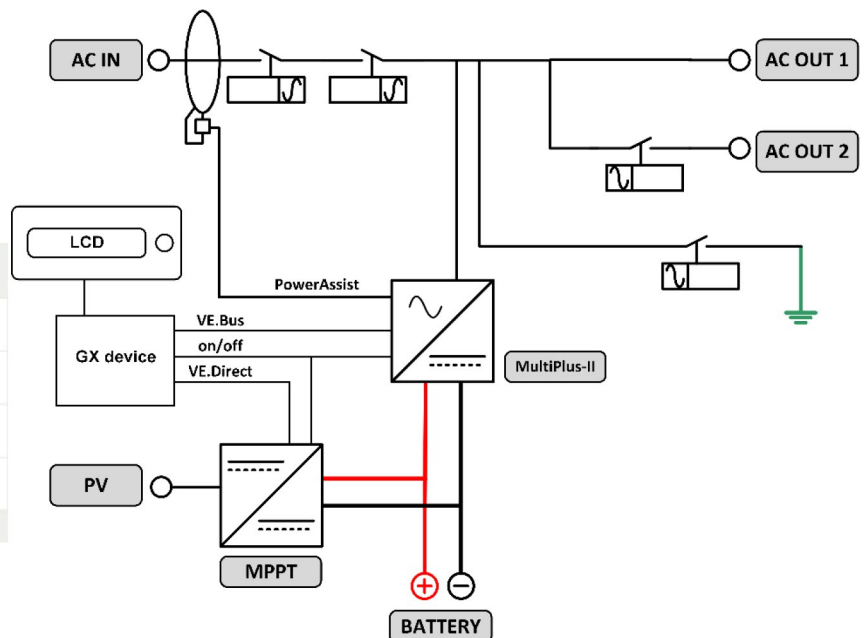 AC IN
AC OUT 1
AC OUT 2
LCD
PowerAssist
VE.Bus
GX device
on/off
MultiPlus-II
VE.Direct
PV
MPPT
+
−
BATTERY